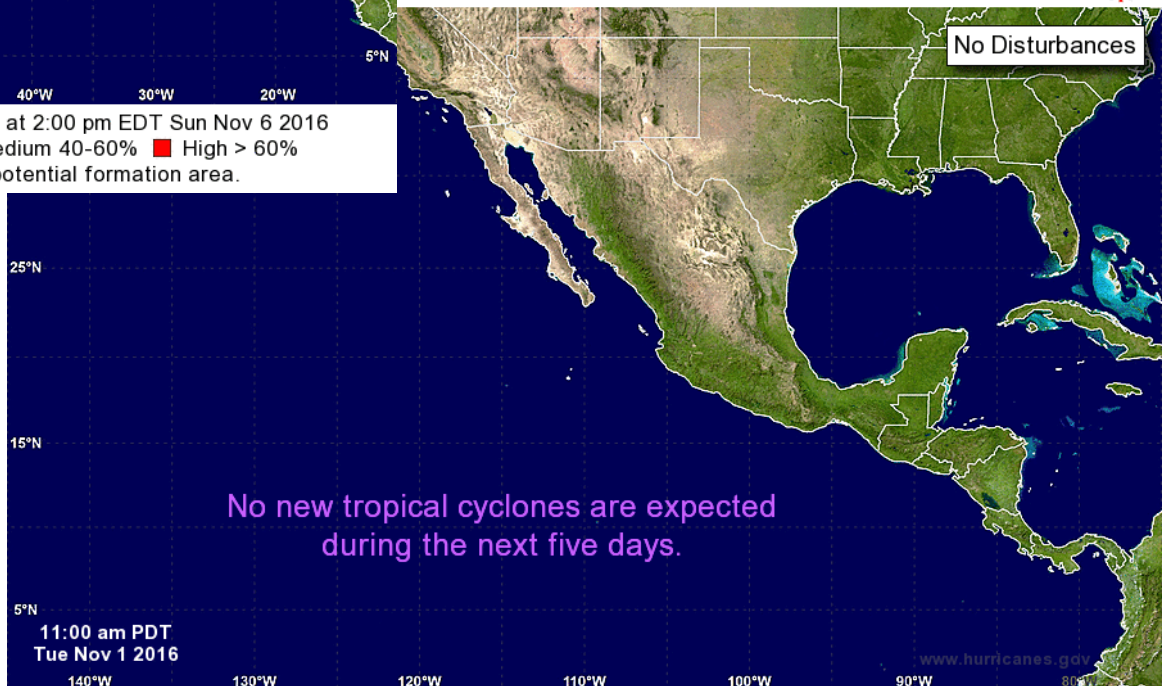 No Disturbances
5°N
40°W 30°W 20°W
at 2:00 pm EDT Sun Nov 6 2016
edium 40-60% High > 60%
potential formation area.
25°N
15°N
No new tropical cyclones are expected
during the next five days.
5°N
11:00 am PDT
Tue Nov 1 2016
www.hurricanes.gov
140°W 130°W 120°W 110°W 100°W 90°W 80°